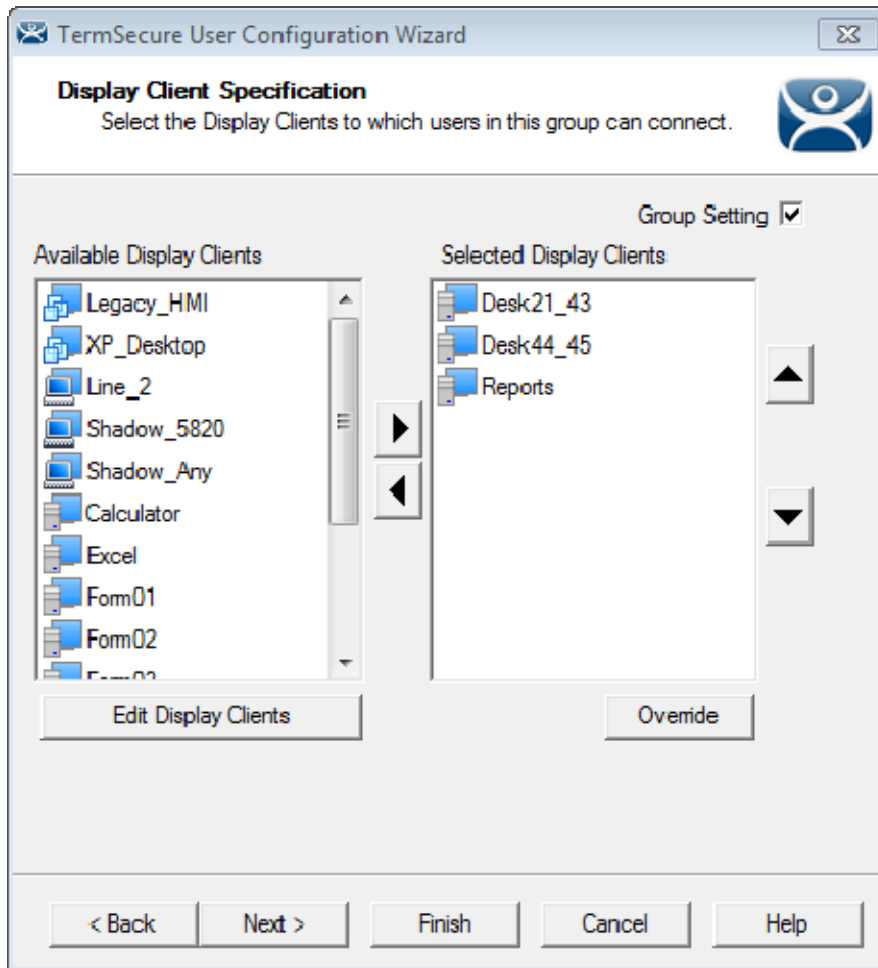 TermSecure User Configuration Wizard
Display Client Specification
Select the Display Clients to which users in this group can connect.
Group Setting
Available Display Clients
Legacy_HMI
XP_Desktop
Line_2
Shadow_5820
Shadow_Any
Calculator
Excel
Form01
Form02
Selected Display Clients
Desk21_43
Desk44_45
Reports
Edit Display Clients
Override
< Back
Next >
Finish
Cancel
Help